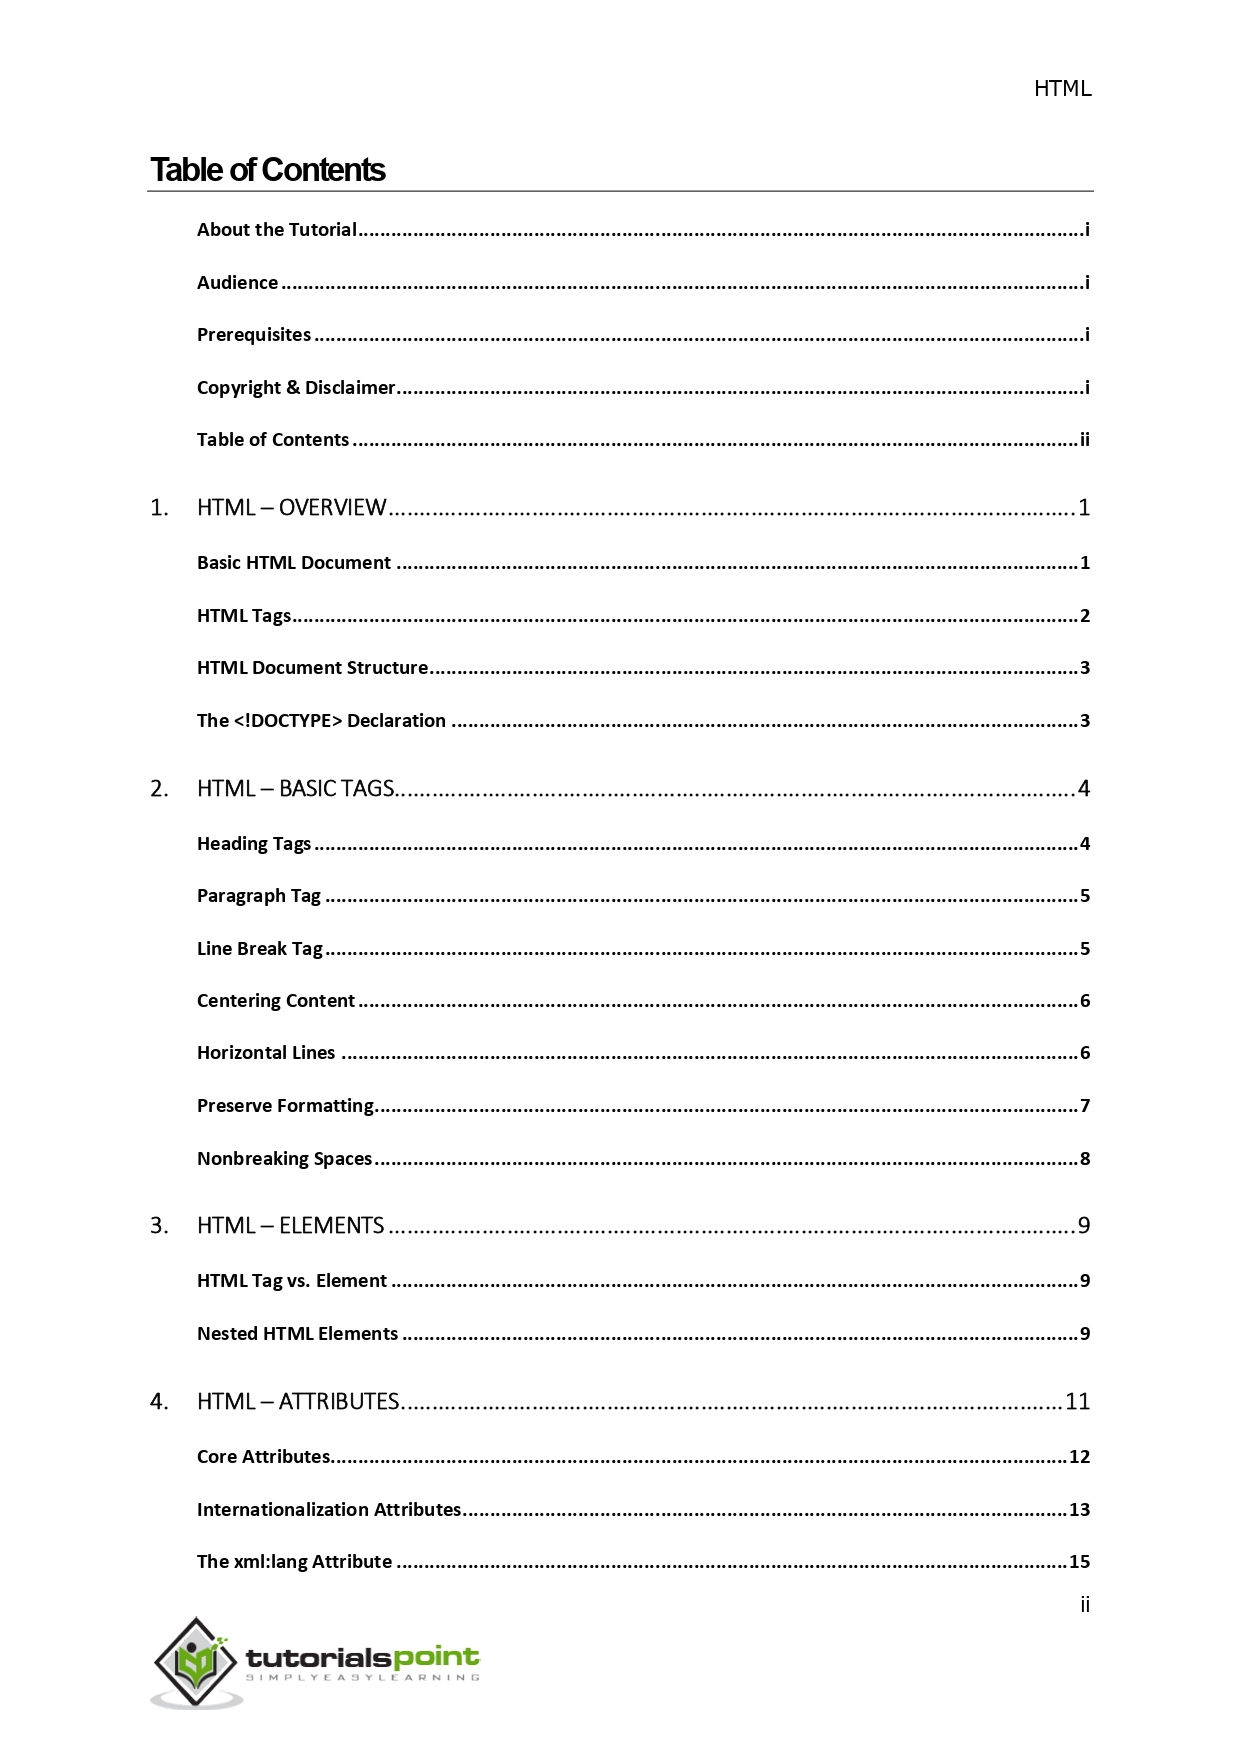 HTML
Table of Contents
About the Tutorial........................................i
Audience........................................i
Prerequisites........................................i
Copyright & Disclaimer........................................i
Table of Contents........................................ii
1. HTML – OVERVIEW........................................1
Basic HTML Document........................................1
HTML Tags........................................2
HTML Document Structure........................................3
The <!DOCTYPE> Declaration........................................3
2. HTML – BASIC TAGS........................................4
Heading Tags........................................4
Paragraph Tag........................................5
Line Break Tag........................................5
Centering Content........................................6
Horizontal Lines........................................6
Preserve Formatting........................................7
Nonbreaking Spaces........................................8
3. HTML – ELEMENTS........................................9
HTML Tag vs. Element........................................9
Nested HTML Elements........................................9
4. HTML – ATTRIBUTES........................................11
Core Attributes........................................12
Internationalization Attributes........................................13
The xml:lang Attribute........................................15
ii
tutorialspoint
SIMPLYEASYLEARNING